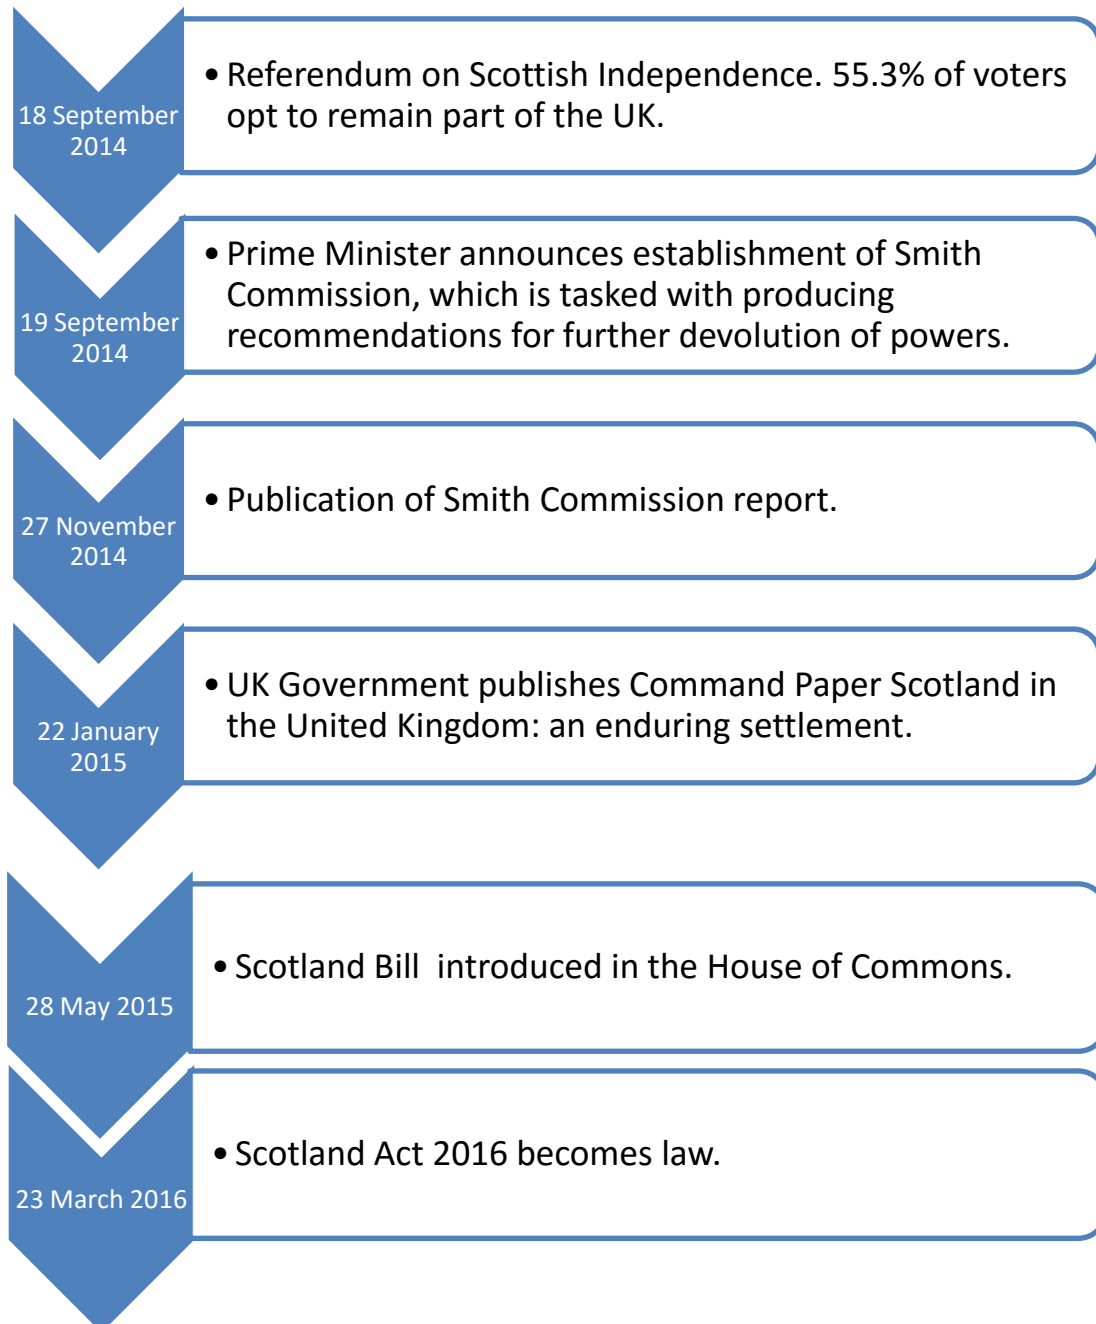 18 September
2014
• Referendum on Scottish Independence. 55.3% of voters
opt to remain part of the UK.
19 September
2014
• Prime Minister announces establishment of Smith
Commission, which is tasked with producing
recommendations for further devolution of powers.
27 November
2014
• Publication of Smith Commission report.
22 January
2015
• UK Government publishes Command Paper Scotland in
the United Kingdom: an enduring settlement.
28 May 2015
• Scotland Bill  introduced in the House of Commons.
23 March 2016
• Scotland Act 2016 becomes law.